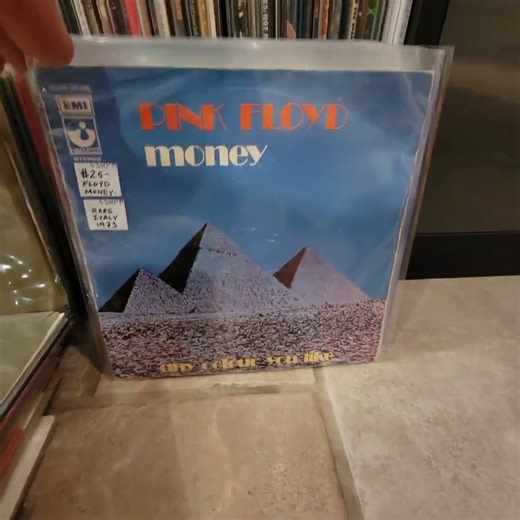 EMI
PINK FLOYD
money
STEREO
#25-
FLOYD
MONEY.
RARE
ITALY
1973
any colour you like